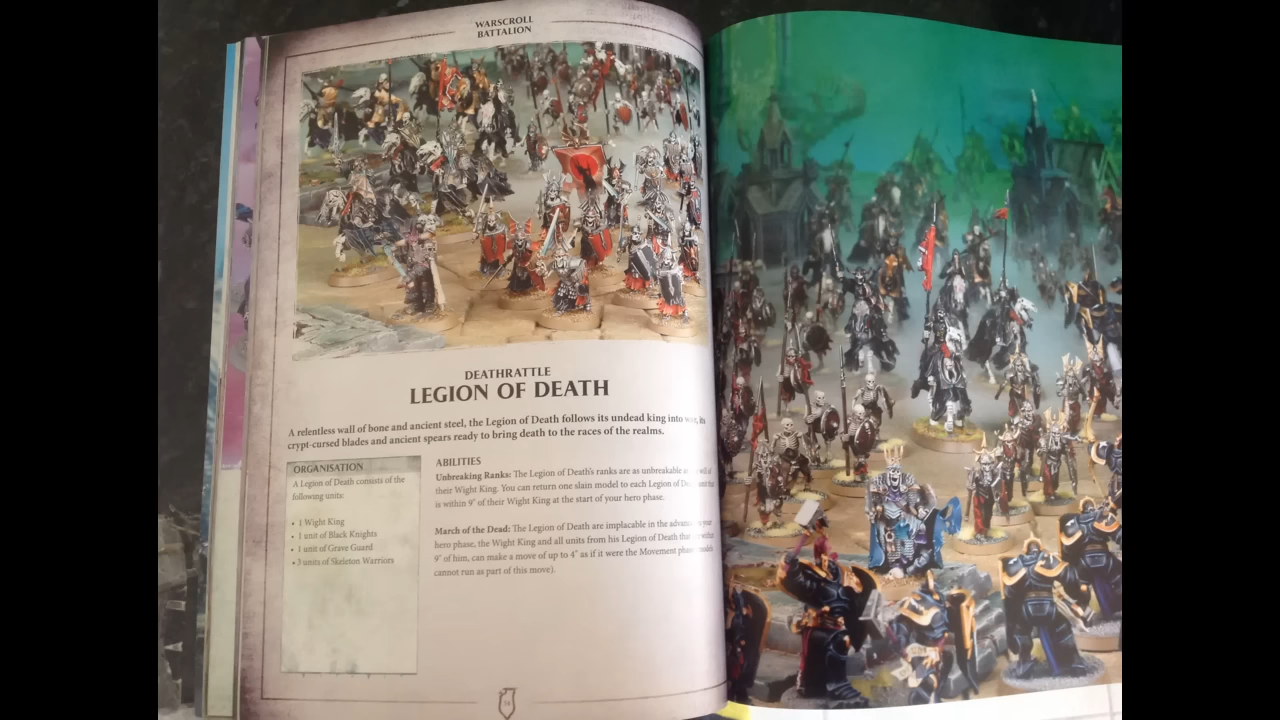 WARSCROLL
BATTALION
DEATHRATTLE
LEGION OF DEATH
A relentless wall of bone and ancient steel, the Legion of Death follows its undead king into war, its
crypt-cursed blades and ancient spears ready to bring death to the races of the realms.
ORGANISATION
A Legion of Death consists of the
following units:
• 1 Wight King
• 1 unit of Black Knights
• 1 unit of Grave Guard
• 3 units of Skeleton Warriors
ABILITIES
Unbreaking Ranks: The Legion of Death's ranks are as unbreakable as will of
their Wight King. You can return one slain model to each Legion of unit that
is within 9" of their Wight King at the start of your hero phase.
March of the Dead: The Legion of Death are implacable in the your
hero phase, the Wight King and all units from his Legion of Death
9" of him, can make a move of up to 4" as if it were the Movement models
cannot run as part of this move).